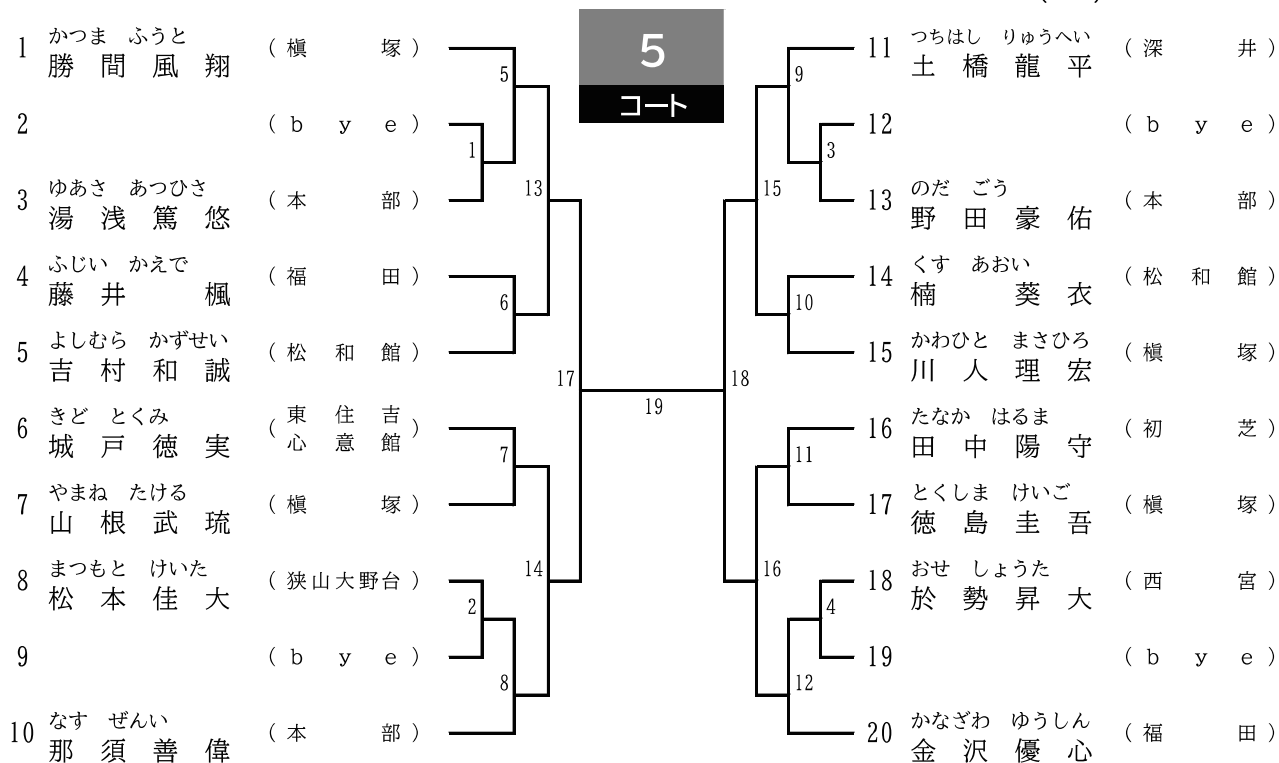 5
コート
1 かつま ふうと
勝間風翔 (槇塚)
2 (bye)
3 ゆあさ あつひさ
湯浅篤悠 (本部)
4 ふじい かえで
藤井 楓 (福田)
5 よしむら かずせい
吉村和誠 (松和館)
6 きど とくみ
城戸徳実 (東住吉
心意館)
7 やまね たける
山根武琉 (槇塚)
8 まつもと けいた
松本佳大 (狭山大野台)
9 (bye)
10 なす ぜんい
那須善偉 (本部)
5
1
13
6
17
7
14
2
8
19
9
3
15
10
18
11
16
4
12
11 つちはし りゅうへい
土橋龍平 (深井)
12 (bye)
13 のだ ごう
野田豪佑 (本部)
14 くす あおい
楠 葵衣 (松和館)
15 かわひと まさひろ
川人理宏 (槇塚)
16 たなか はるま
田中陽守 (初芝)
17 とくしま けいご
徳島圭吾 (槇塚)
18 おせ しょうた
於勢昇大 (西宮)
19 (bye)
20 かなざわ ゆうしん
金沢優心 (福田)